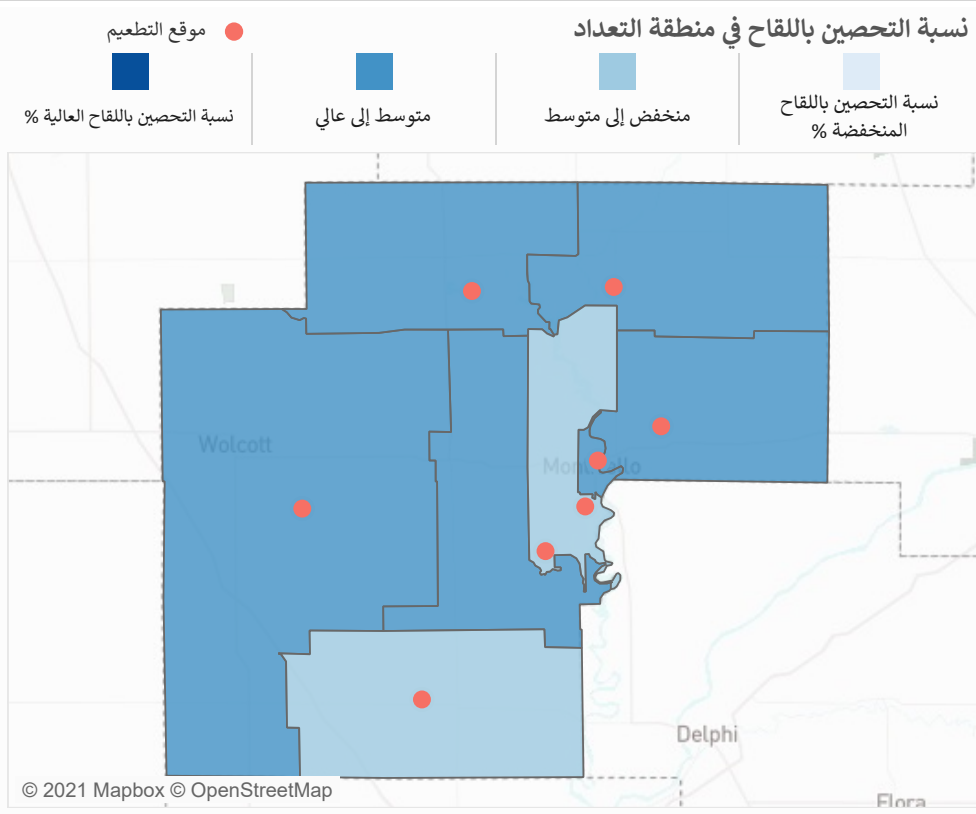 نسبة التحصين باللقاح في منطقة التعداد
موقع التطعيم
نسبة التحصين باللقاح
المنخفضة %
منخفض إلى متوسط
متوسط إلى عالي
نسبة التحصين باللقاح العالية %
Wolcott
Delphi
Flora
© 2021 Mapbox © OpenStreetMap